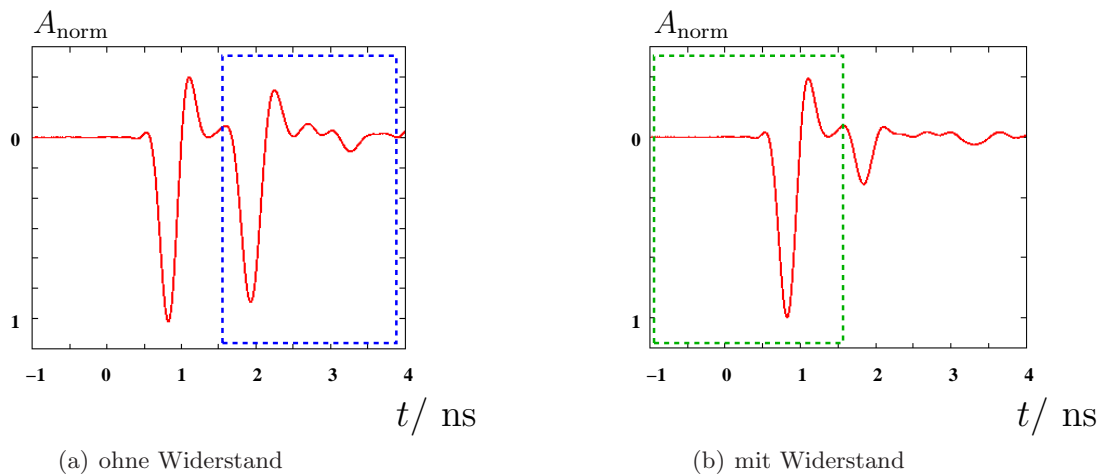 A_norm
0
1
−1 0 1 2 3 4
t/ ns
(a) ohne Widerstand
A_norm
0
1
−1 0 1 2 3 4
t/ ns
(b) mit Widerstand